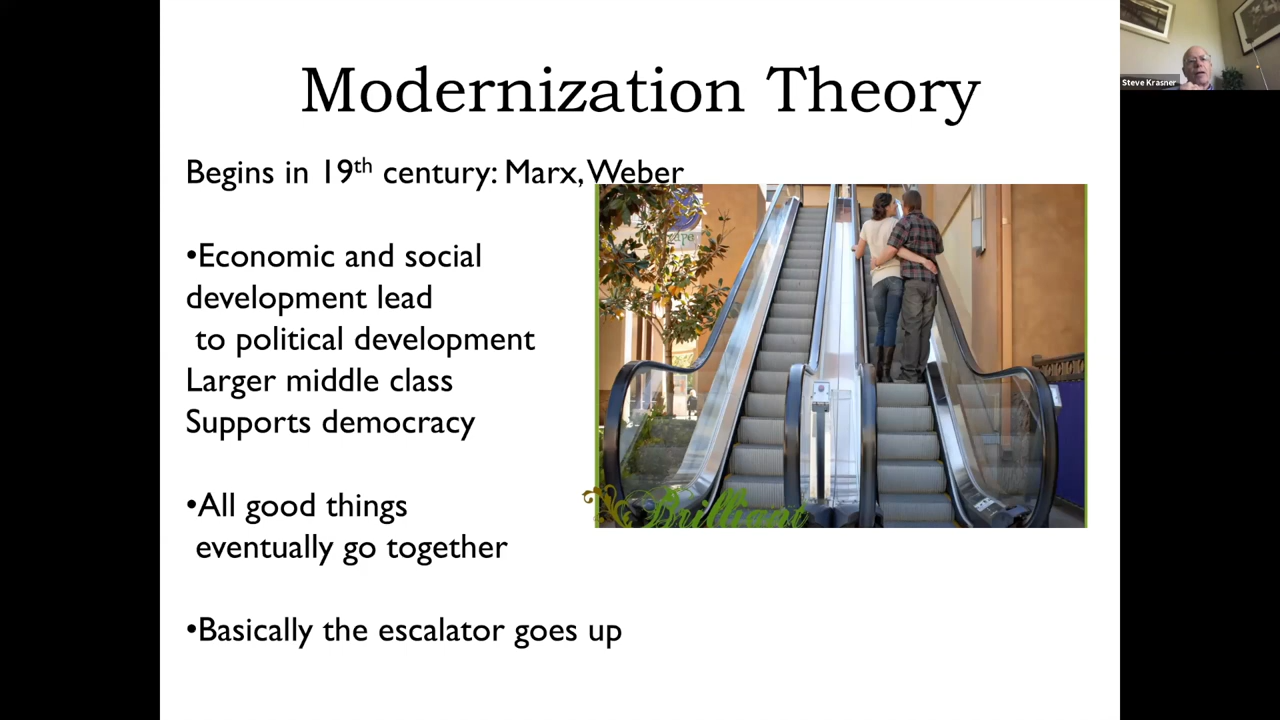 Modernization Theory
Steve Krasner
Begins in 19th century: Marx, Weber
•Economic and social
development lead
to political development
Larger middle class
Supports democracy
•All good things
eventually go together
•Basically the escalator goes up
Brilliant